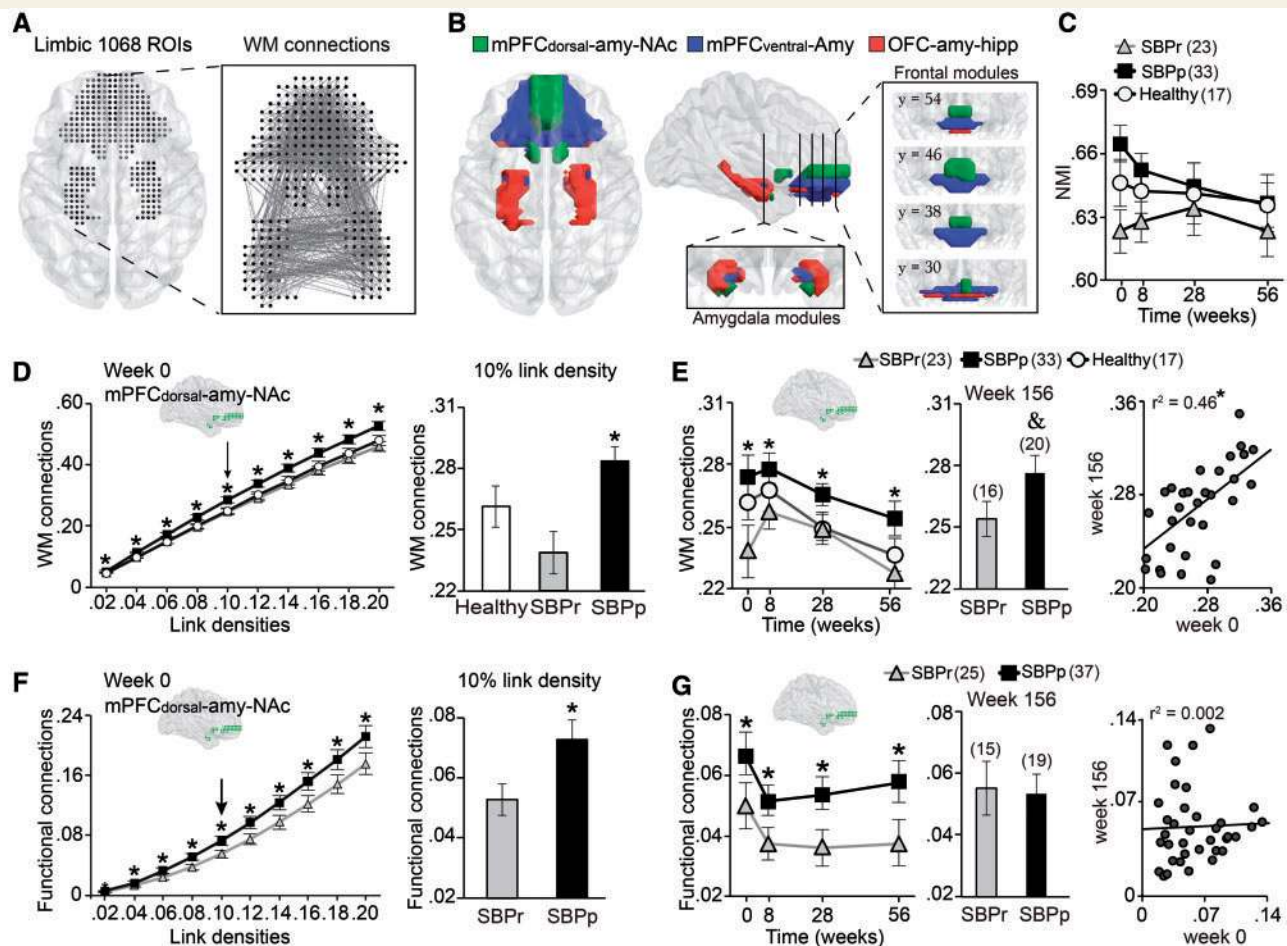 A
Limbic 1068 ROIs
WM connections
B
mPFCdorsal-amy-NAc mPFCventral-Amy OFC-amy-hipp
Frontal modules
y = 54
y = 46
y = 38
y = 30
Amygdala modules
C
SBPr (23)
SBPp (33)
Healthy (17)
NMI
.69
.66
.63
.60
0 8 28 56
Time (weeks)
D
Week 0
mPFCdorsal-amy-NAc
WM connections
.60
.40
.20
0
* * * * * * * * * *
.02 .04 .06 .08 .10 .12 .14 .16 .18 .20
Link densities
10% link density
WM connections
.31
.28
.25
.22
*
Healthy SBPr SBPp
E
SBPr (23) SBPp (33) Healthy (17)
WM connections
.31
.28
.25
.22
* * * *
0 8 28 56
Time (weeks)
Week 156
.31
.28
.25
.22
&
(20)
(16)
SBPr SBPp
r² = 0.46*
week 156
.36
.28
.20
.20 .28 .36
week 0
F
Week 0
mPFCdorsal-amy-NAc
Functional connections
.24
.16
.08
0
* * * * * * * * * *
.02 .04 .06 .08 .10 .12 .14 .16 .18 .20
Link densities
10% link density
Functional connections
.08
.06
.04
.02
*
SBPr SBPp
G
SBPr (25) SBPp (37)
Functional connections
.08
.06
.04
.02
* * * *
0 8 28 56
Time (weeks)
Week 156
.08
.06
.04
.02
(15) (19)
SBPr SBPp
r² = 0.002
week 156
.14
.07
0
0 .07 .14
week 0